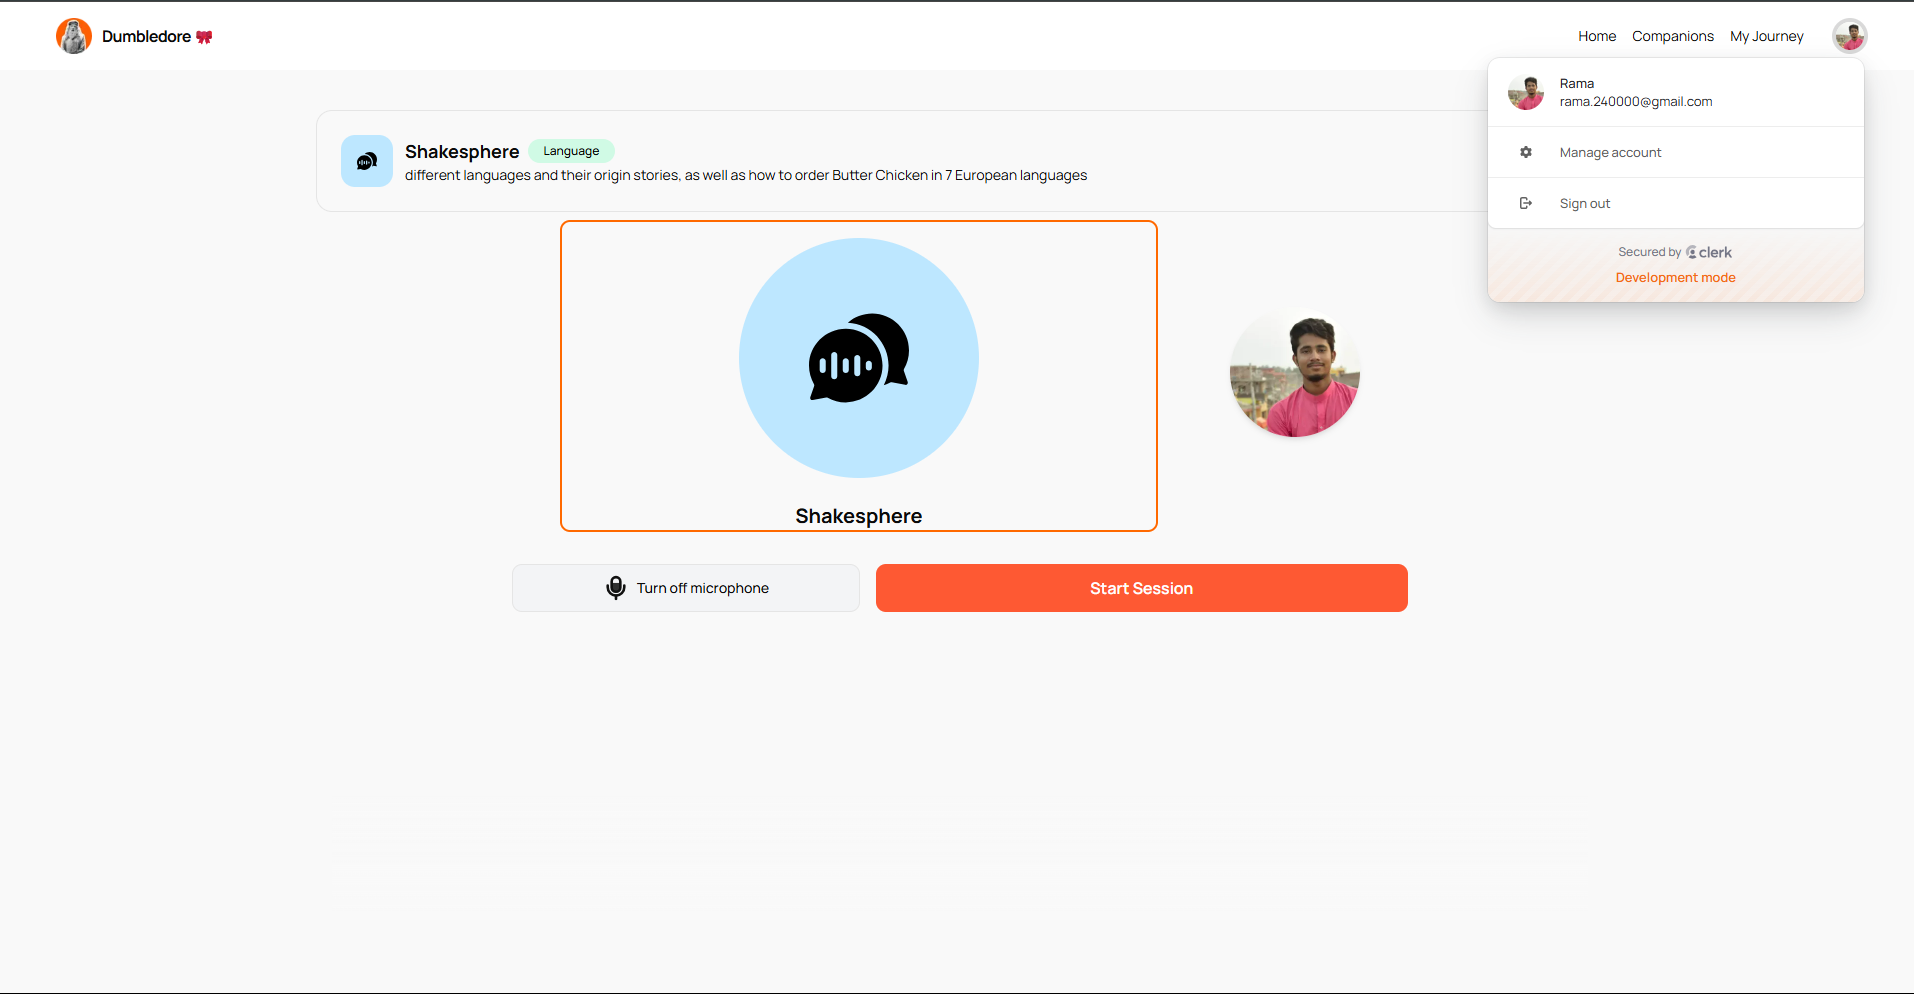 Dumbledore 🎀
Home Companions My Journey
Rama
rama.240000@gmail.com
Manage account
Sign out
Secured by clerk
Development mode
Shakesphere Language
different languages and their origin stories, as well as how to order Butter Chicken in 7 European languages
Shakesphere
Turn off microphone
Start Session